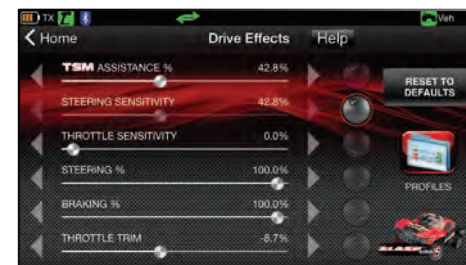 TX Veh
Home Drive Effects Help
TSM ASSISTANCE % 42.8%
RESET TO DEFAULTS
STEERING SENSITIVITY 42.8%
THROTTLE SENSITIVITY 0.0%
STEERING % 100.0%
PROFILES
BRAKING % 100.0%
THROTTLE TRIM -8.7%
SLASH